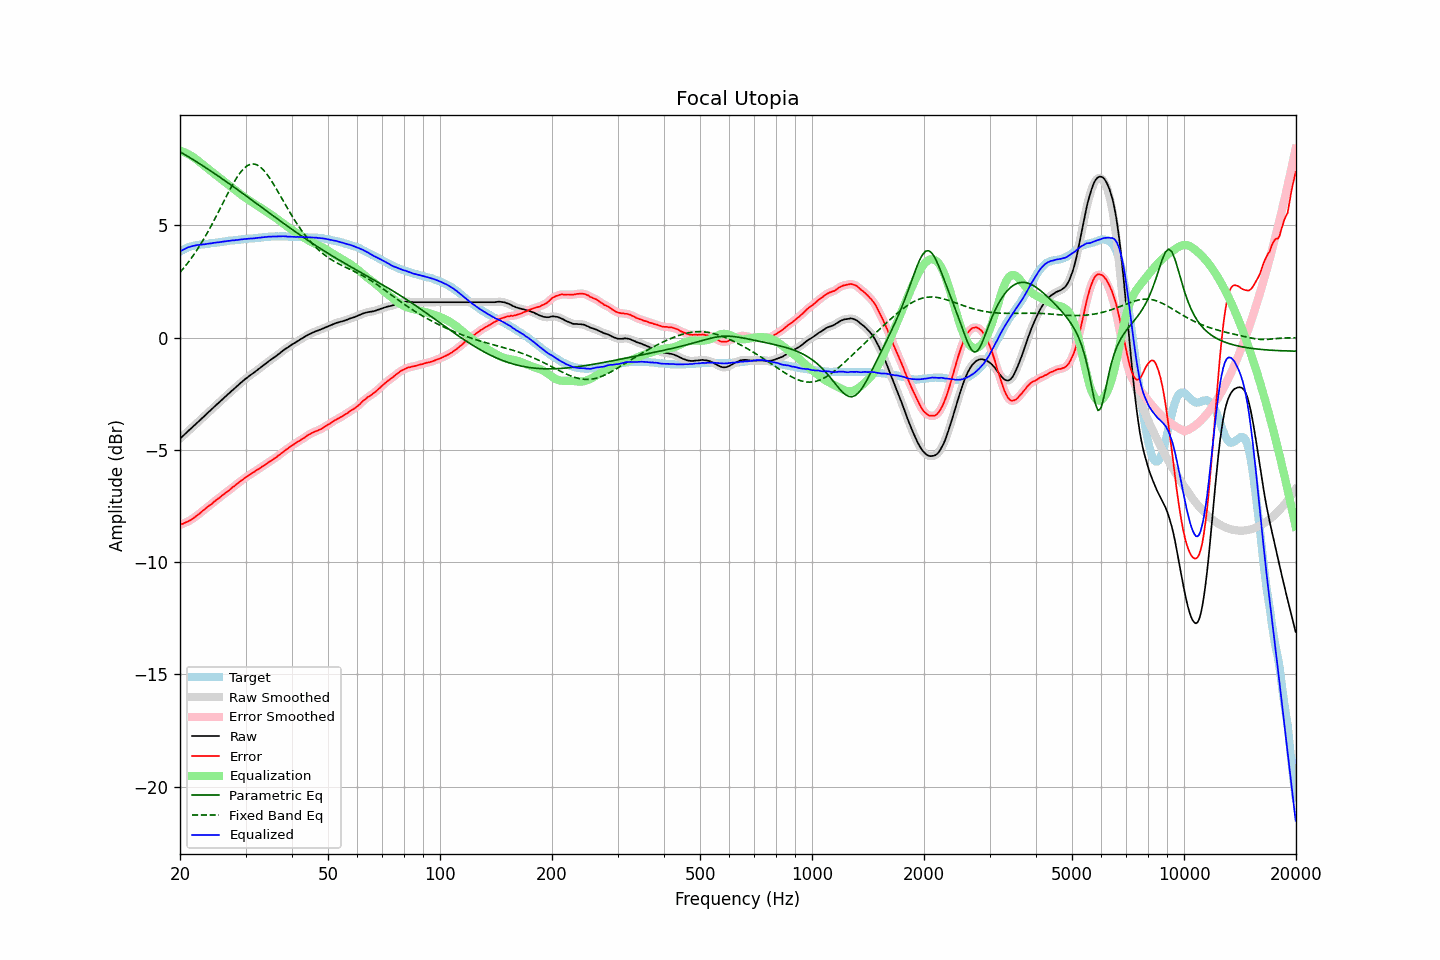 Focal Utopia
5
0
−5
−10
−15
−20
Amplitude (dBr)
Target
Raw Smoothed
Error Smoothed
Raw
Error
Equalization
Parametric Eq
Fixed Band Eq
Equalized
20 50 100 200 500 1000 2000 5000 10000 20000
Frequency (Hz)